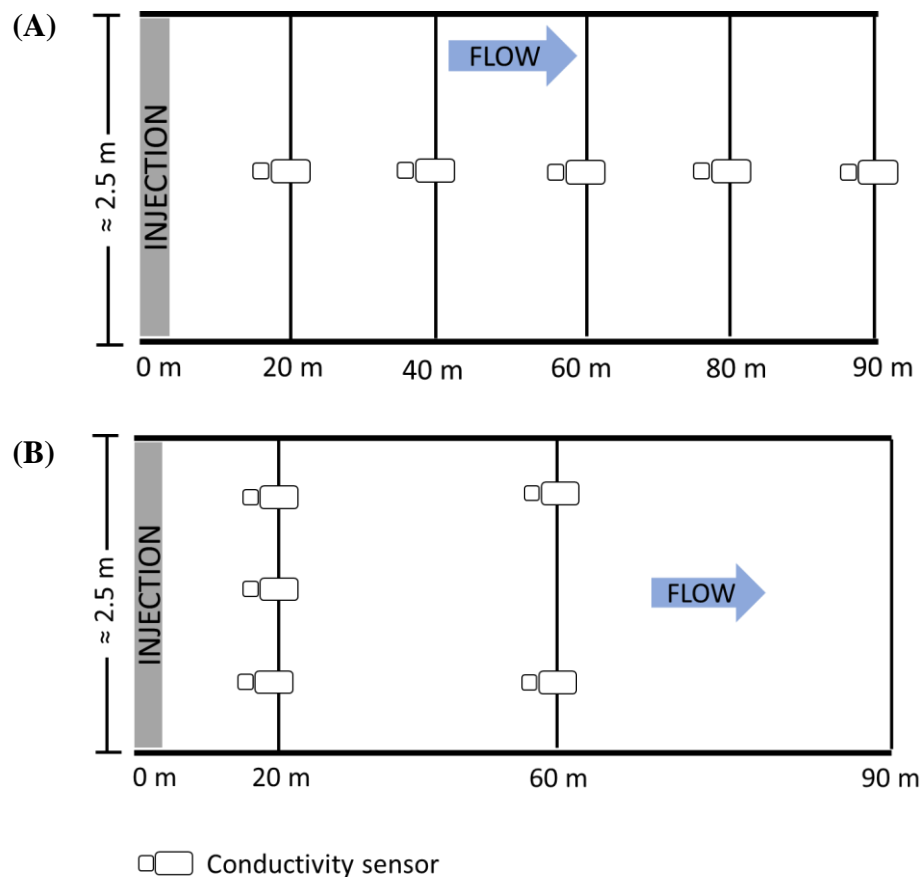 (A)
FLOW
INJECTION
≈ 2.5 m
0 m 20 m 40 m 60 m 80 m 90 m
(B)
INJECTION
≈ 2.5 m
FLOW
0 m 20 m 60 m 90 m
Conductivity sensor